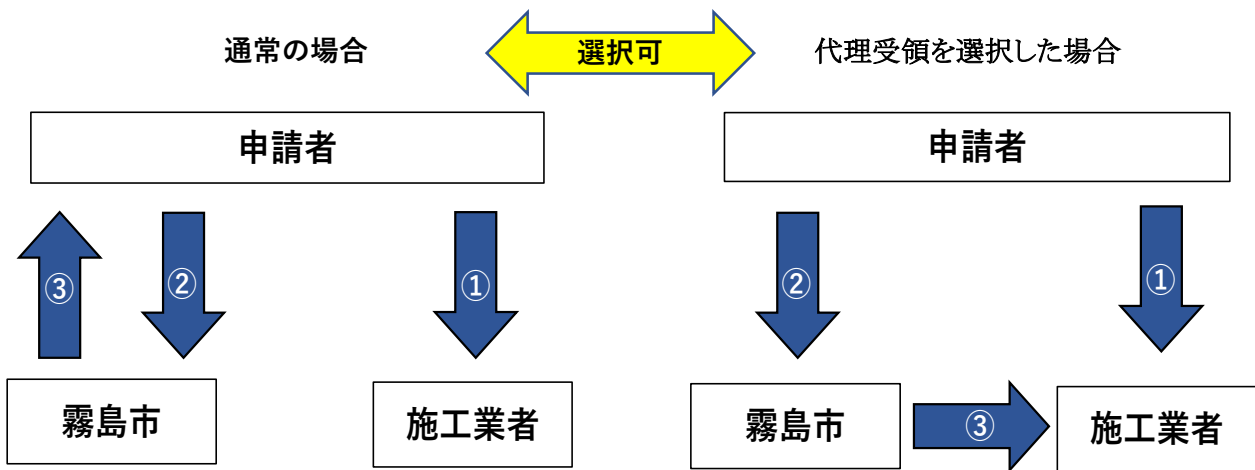 通常の場合
選択可
代理受領を選択した場合
申請者
申請者
③
②
①
②
①
霧島市
施工業者
霧島市
③
施工業者